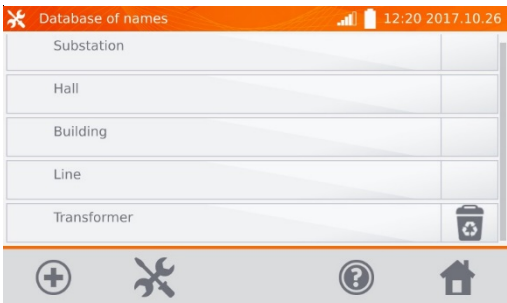 Database of names 12:20 2017.10.26
Substation
Hall
Building
Line
Transformer